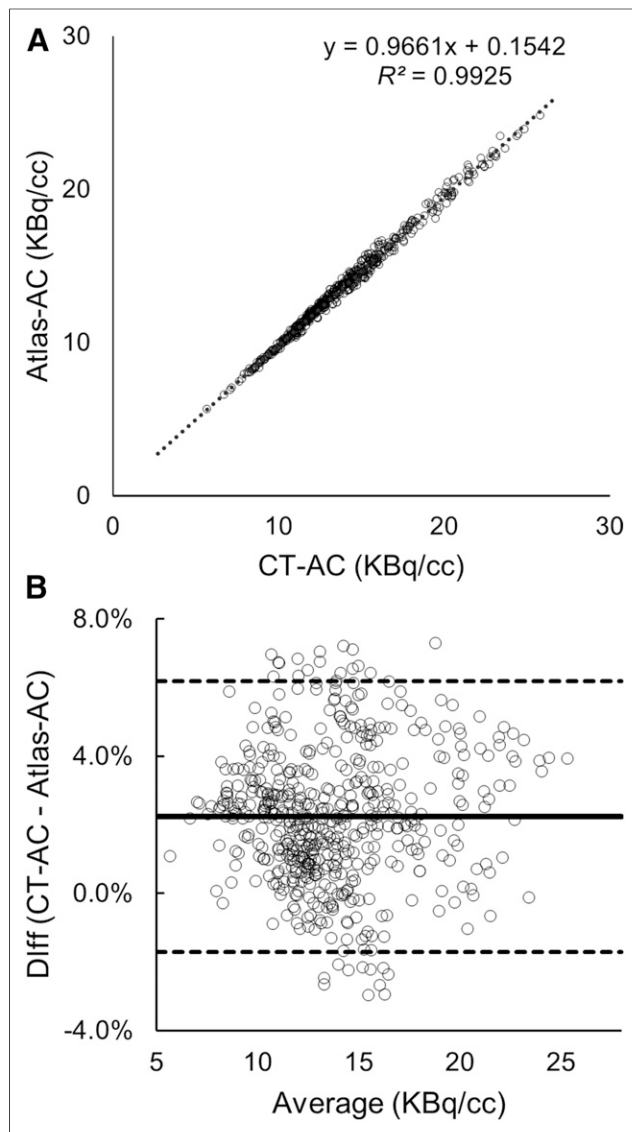 A
30
y = 0.9661x + 0.1542
R² = 0.9925
20
Atlas-AC (KBq/cc)
10
0
0 10 20 30
CT-AC (KBq/cc)
B
8.0%
4.0%
DIff (CT-AC - Atlas-AC)
0.0%
-4.0%
5 10 15 20 25
Average (KBq/cc)